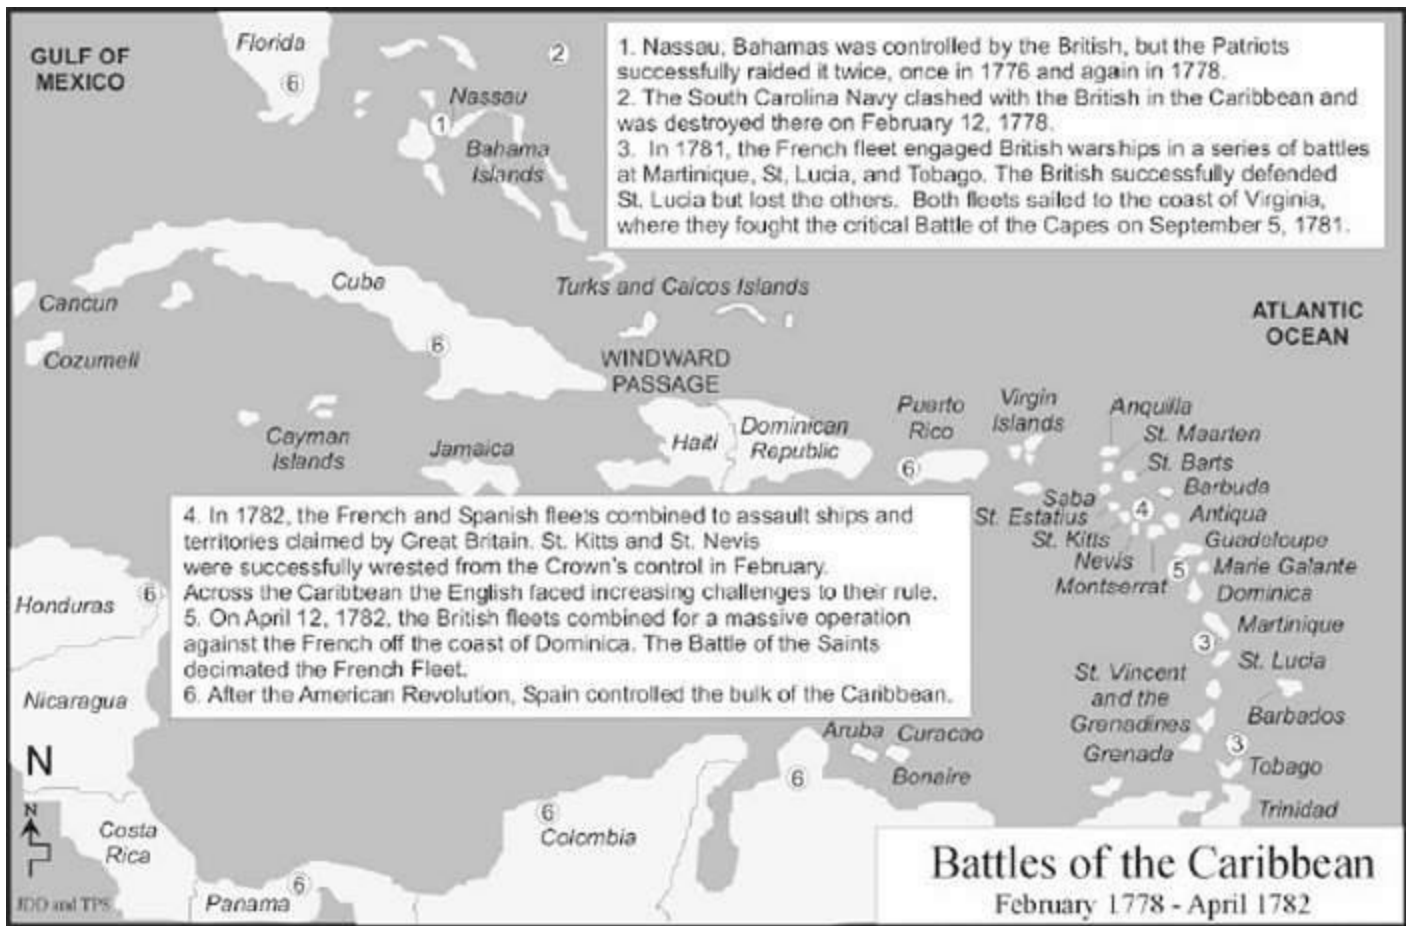 GULF OF
MEXICO
Florida
6
2
Nassau
1
Bahama
Islands
1. Nassau, Bahamas was controlled by the British, but the Patriots
successfully raided it twice, once in 1776 and again in 1778.
2. The South Carolina Navy clashed with the British in the Caribbean and
was destroyed there on February 12, 1778.
3. In 1781, the French fleet engaged British warships in a series of battles
at Martinique, St, Lucia, and Tobago. The British successfully defended
St. Lucia but lost the others. Both fleets sailed to the coast of Virginia,
where they fought the critical Battle of the Capes on September 5, 1781.
Cuba
Cancun
Cozumell
6
Turks and Caicos Islands
ATLANTIC
OCEAN
WINDWARD
PASSAGE
Cayman
Islands
Jamaica
Haiti
Dominican
Republic
Puerto
Rico
6
Virgin
Islands
Anquilla
St. Maarten
St. Barts
Barbuda
Saba
4
Antiqua
St. Estatius
St. Kitts
Guadeloupe
Nevis
5
Marie Galante
Montserrat
Dominica
Martinique
3
St. Lucia
St. Vincent
and the
Grenadines
Barbados
Grenada
3
Tobago
Trinidad
4. In 1782, the French and Spanish fleets combined to assault ships and
territories claimed by Great Britain. St. Kitts and St. Nevis
were successfully wrested from the Crown's control in February.
Across the Caribbean the English faced increasing challenges to their rule.
5. On April 12, 1782, the British fleets combined for a massive operation
against the French off the coast of Dominica. The Battle of the Saints
decimated the French Fleet.
6. After the American Revolution, Spain controlled the bulk of the Caribbean.
Honduras
6
Nicaragua
Aruba
Curacao
Bonaire
6
6
Colombia
N
N
Costa
Rica
Panama
6
JDD and TPS
Battles of the Caribbean
February 1778 - April 1782